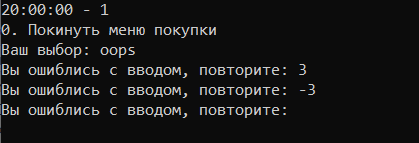 20:00:00 - 1
0. Покинуть меню покупки
Ваш выбор: oops
Вы ошиблись с вводом, повторите: 3
Вы ошиблись с вводом, повторите: -3
Вы ошиблись с вводом, повторите: